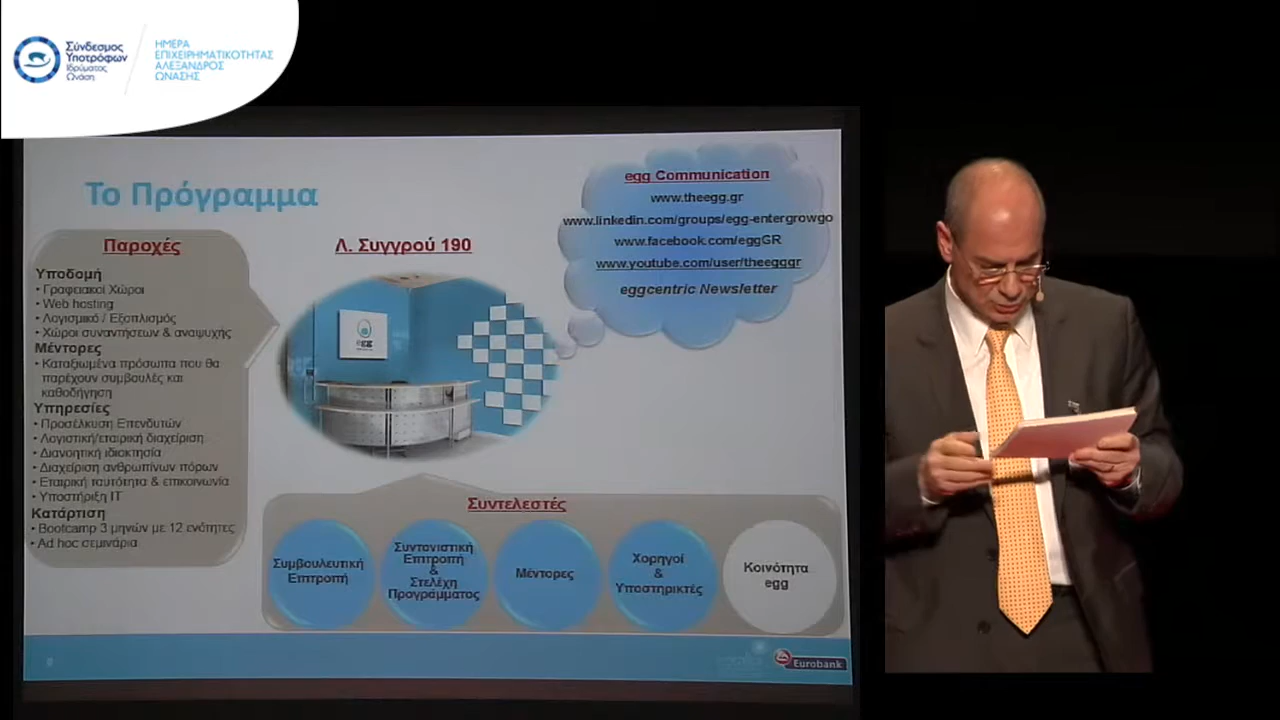 Σύνδεσμος
Υποτρόφων
Ιδρύματος
Ωνάση
ΗΜΕΡΑ
ΕΠΙΧΕΙΡΗΜΑΤΙΚΟΤΗΤΑΣ
ΑΛΕΞΑΝΔΡΟΣ
ΩΝΑΣΗΣ
Το Πρόγραμμα
Παροχές
Υποδομή
• Γραφειακοί Χώροι
• Web hosting
• Λογισμικό / Εξοπλισμός
• Χώροι συναντήσεων & αναψυχής
Μέντορες
• Καταξιωμένα πρόσωπα που θα
παρέχουν συμβουλές και
καθοδήγηση
Υπηρεσίες
• Προσέλκυση Επενδυτών
• Λογιστική/εταιρική διαχείριση
• Διανοητική ιδιοκτησία
• Διαχείριση ανθρωπίνων πόρων
• Εταιρική ταυτότητα & επικοινωνία
• Υποστήριξη IT
Κατάρτιση
• Bootcamp 3 μηνών με 12 ενότητες
• Ad hoc σεμινάρια
Λ. Συγγρού 190
egg
egg Communication
www.theegg.gr
www.linkedin.com/groups/egg-entergrowgo
www.facebook.com/eggGR
www.youtube.com/user/theegggr
eggcentric Newsletter
Συντελεστές
Συμβουλευτική
Επιτροπή
Συντονιστική
Επιτροπή
&
Στελέχη
Προγράμματος
Μέντορες
Χορηγοί
&
Υποστηρικτές
Κοινότητα
egg
Eurobank